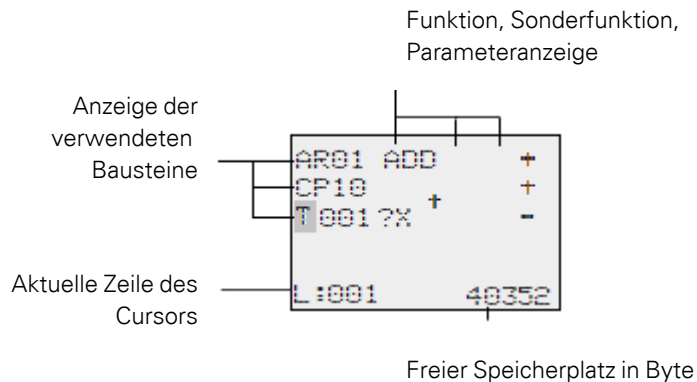 Funktion, Sonderfunktion,
Parameteranzeige
Anzeige der
verwendeten
Bausteine
AR01 ADD +
CP10 +
T 001 ?X -
Aktuelle Zeile des
Cursors
L:001 40352
Freier Speicherplatz in Byte